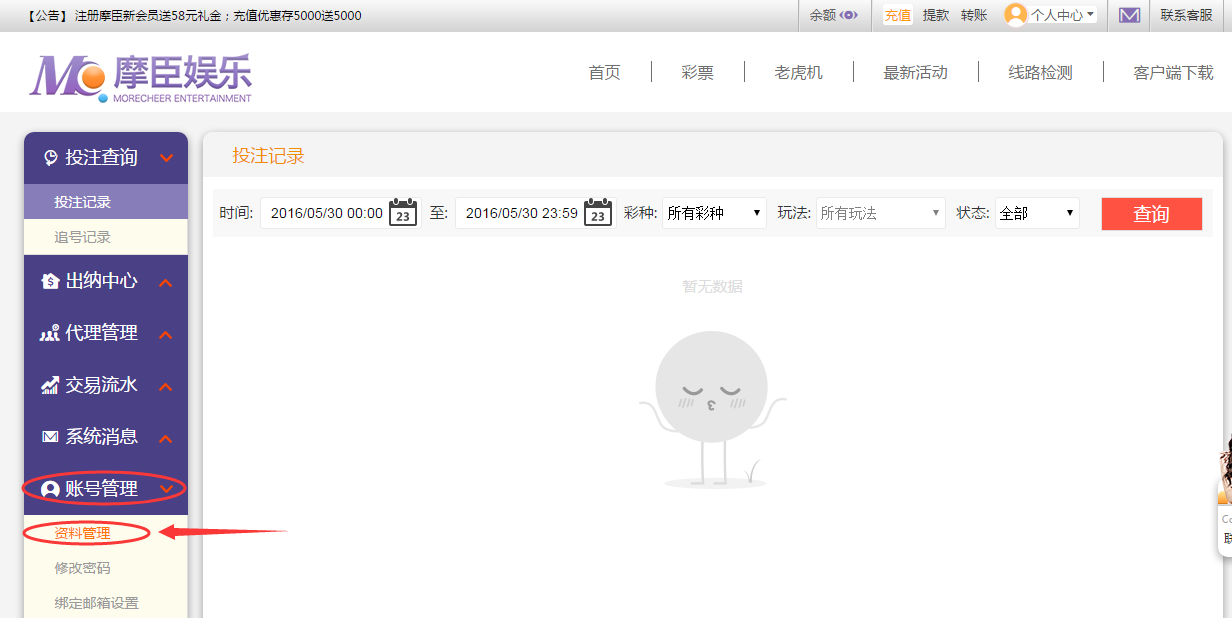 【公告】 注册摩臣新会员送58元礼金；充值优惠存5000送5000
余额 充值 提款 转账 个人中心 联系客服
摩臣娱乐
MORECHEER ENTERTAINMENT
首页 彩票 老虎机 最新活动 线路检测 客户端下载
投注查询
投注记录
追号记录
出纳中心
代理管理
交易流水
系统消息
账号管理
资料管理
修改密码
绑定邮箱设置
投注记录
时间: 2016/05/30 00:00 23 至: 2016/05/30 23:59 23 彩种: 所有彩种 玩法: 所有玩法 状态: 全部 查询
暂无数据